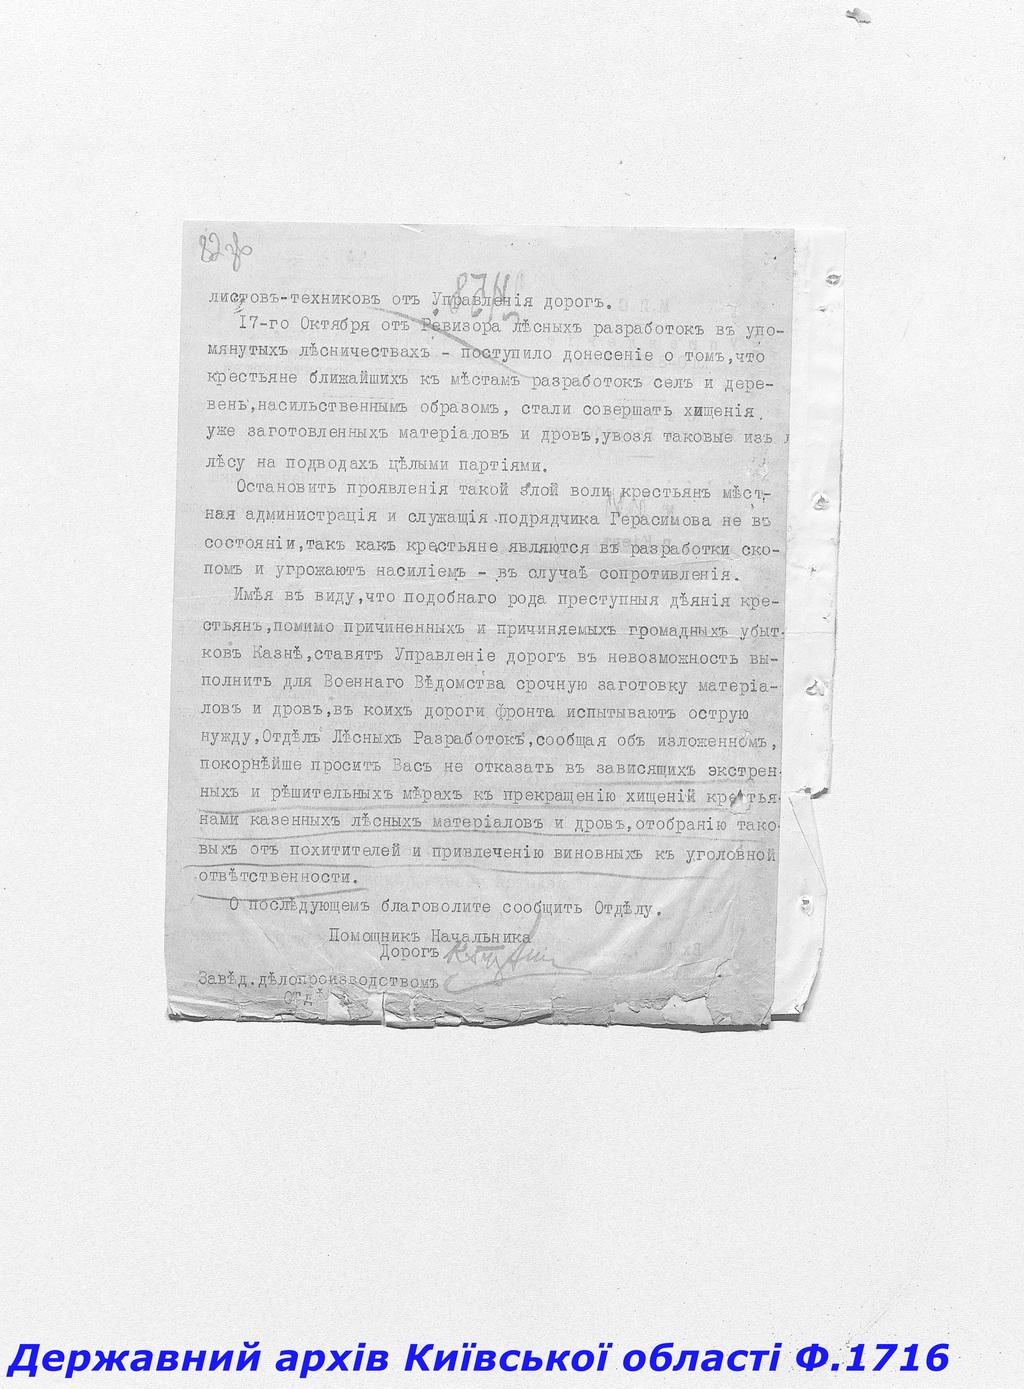 листовъ-техниковъ отъ Управленія дорогъ.
17-го Октября отъ Ревизора лѣсныхъ разработокъ въ упо-
мянутыхъ лѣсничествахъ - поступило донесеніе о томъ,что
крестьяне ближайшихъ къ мѣстамъ разработокъ селъ и дере-
вень,насильственнымъ образомъ, стали совершать хищенія
уже заготовленныхъ матеріаловъ и дровъ,увозя таковые изъ
лѣсу на подводахъ цѣлыми партіями.
Остановить проявленія такой злой воли крестьянъ мѣст-
ная администрація и служащія подрядчика Герасимова не въ
состояніи,такъ какъ крестьяне являются въ разработки ско-
помъ и угрожаютъ насиліемъ - въ случаѣ сопротивленія.
Имѣя въ виду,что подобнаго рода преступныя дѣянія кре-
стьянъ,помимо причиненныхъ и причиняемыхъ громадныхъ убыт-
ковъ Казнѣ,ставятъ Управленіе дорогъ въ невозможность вы-
полнить для Военнаго Вѣдомства срочную заготовку матеріа-
ловъ и дровъ,въ коихъ дороги фронта испытываютъ острую
нужду,Отдѣлъ Лѣсныхъ Разработокъ,сообщая объ изложенномъ,
покорнѣйше проситъ Васъ не отказать въ зависящихъ экстрен-
ныхъ и рѣшительныхъ мѣрахъ къ прекращенію хищеній крестья-
нами казенныхъ лѣсныхъ матеріаловъ и дровъ,отобранію тако-
выхъ отъ похитителей и привлеченію виновныхъ къ уголовной
отвѣтственности.
О послѣдующемъ благоволите сообщить Отдѣлу.
Помощникъ Начальника
Дорогъ
Завѣд.дѣлопроизводствомъ
Державний архів Київської області Ф.1716